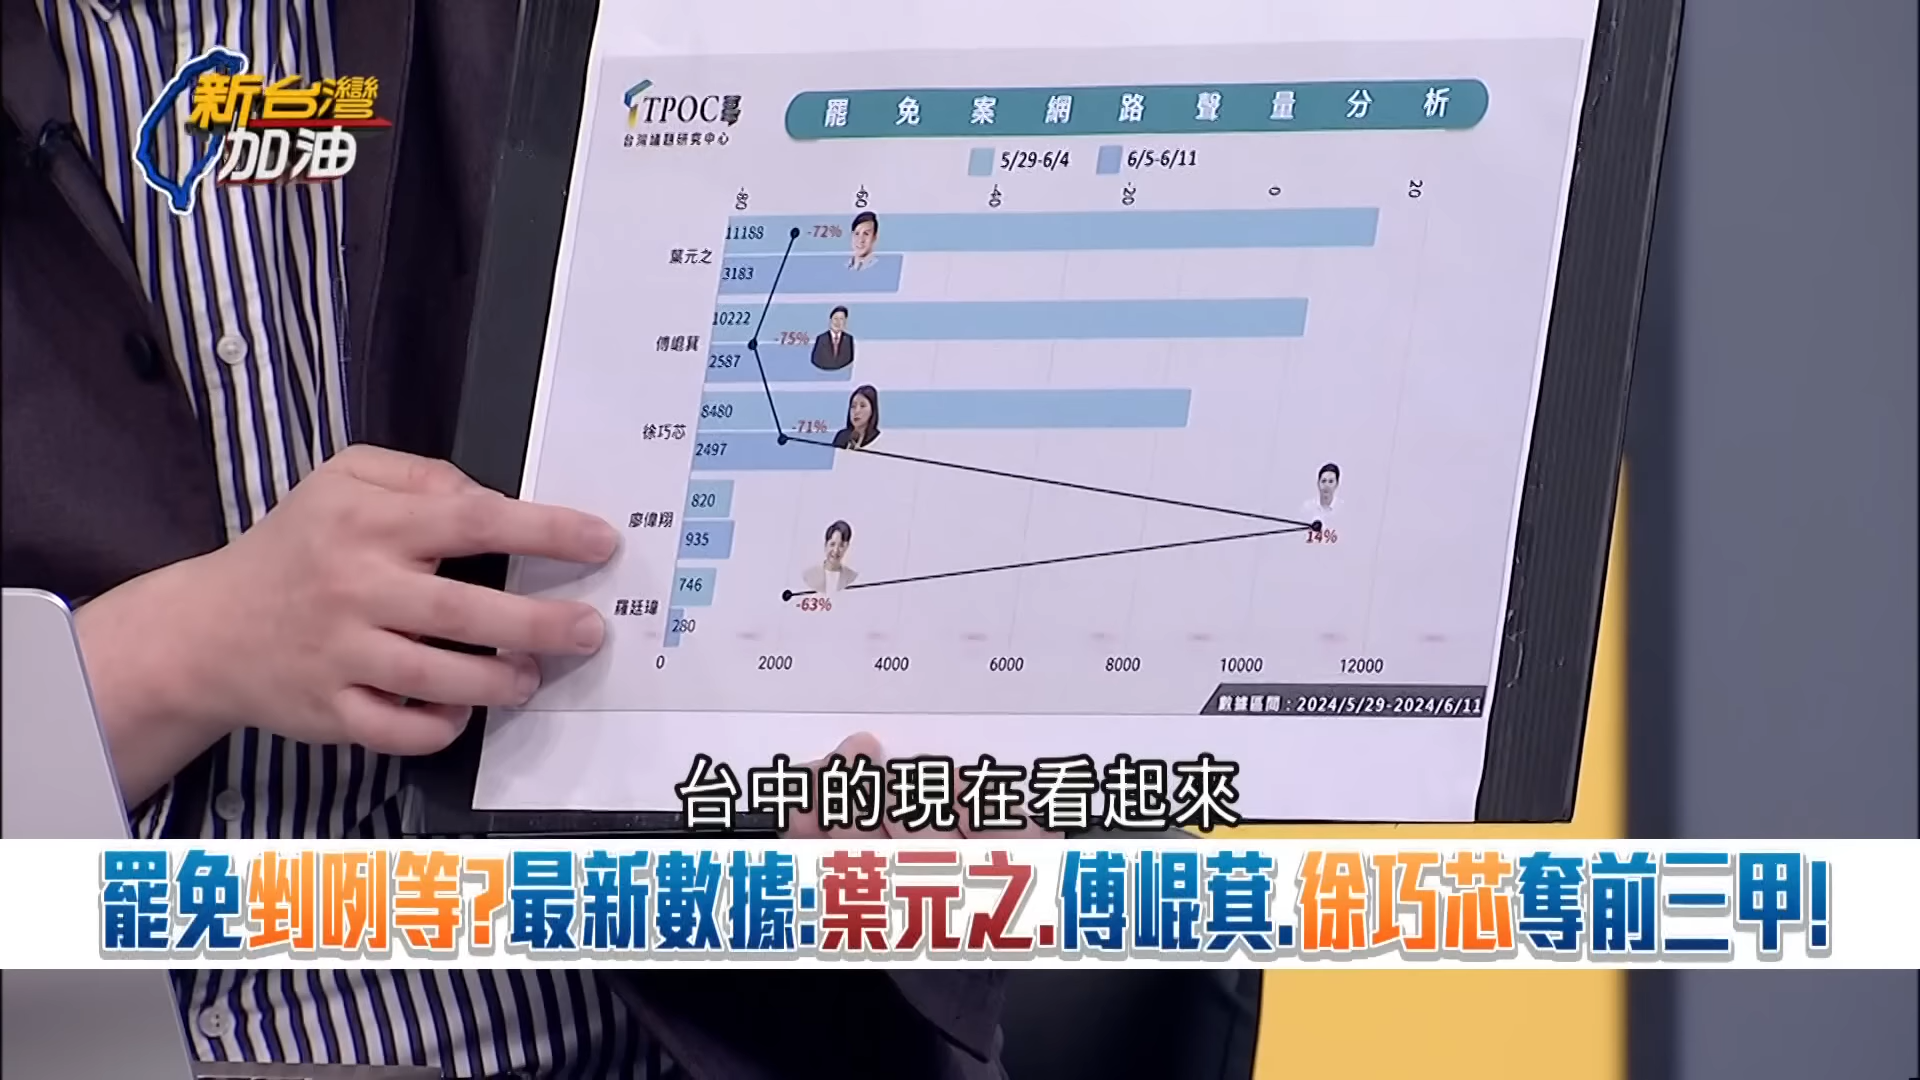 新台灣
加油
TPOC
台灣議題研究中心
罷免案網路聲量分析
5/29-6/4 6/5-6/11
-80 -60 -40 -20 0 20
葉元之
11188 -72%
3183
傅崐萁
10222 -75%
2587
徐巧芯
8480 -71%
2497
廖偉翔
820
935 14%
羅廷瑋
746 -63%
280
0 2000 4000 6000 8000 10000 12000
數據區間:2024/5/29-2024/6/11
台中的現在看起來
罷免剉咧等?最新數據:葉元之.傅崐萁.徐巧芯奪前三甲!